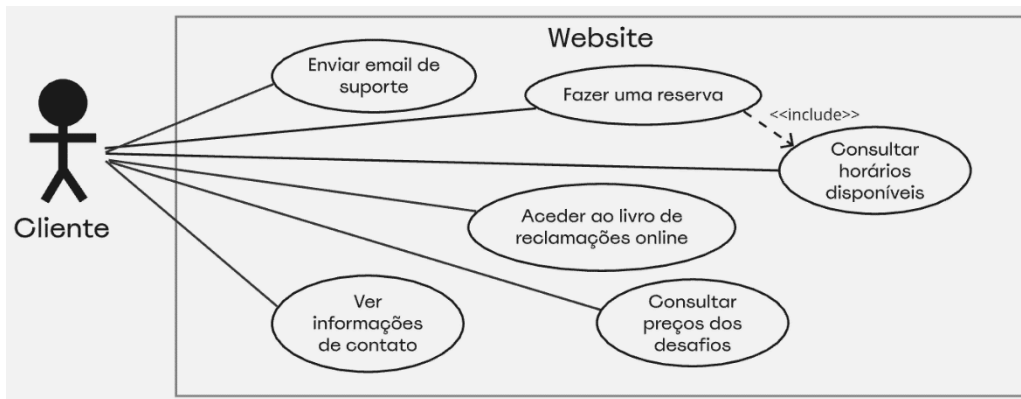 Website
Enviar email de
suporte
Fazer uma reserva
<<include>>
Consultar
horários
disponíveis
Cliente
Aceder ao livro de
reclamações online
Ver
informações
de contato
Consultar
preços dos
desafios